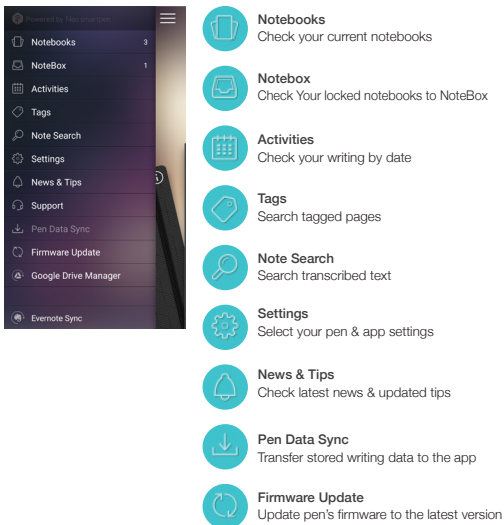 Powered by Neo smartpen
Notebooks 3
NoteBox 1
Activities
Tags
Note Search
Settings
News & Tips
Support
Pen Data Sync
Firmware Update
Google Drive Manager
Evernote Sync
Notebooks
Check your current notebooks
Notebox
Check Your locked notebooks to NoteBox
Activities
Check your writing by date
Tags
Search tagged pages
Note Search
Search transcribed text
Settings
Select your pen & app settings
News & Tips
Check latest news & updated tips
Pen Data Sync
Transfer stored writing data to the app
Firmware Update
Update pen's firmware to the latest version